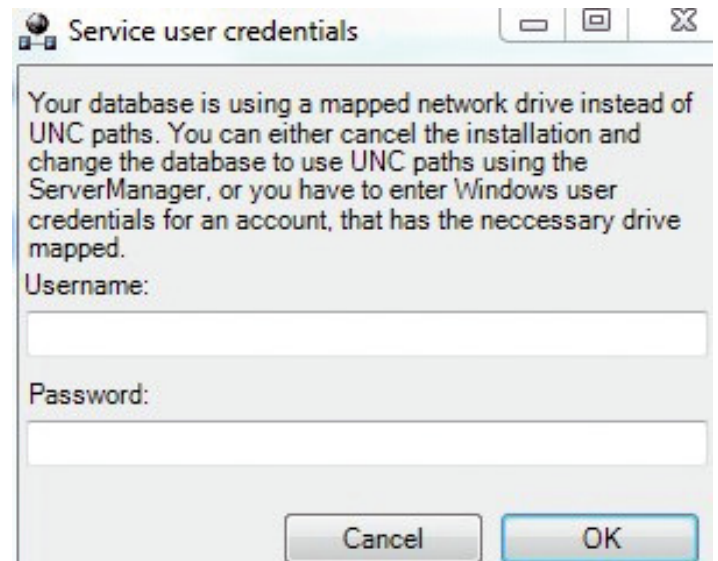 Service user credentials
Your database is using a mapped network drive instead of
UNC paths. You can either cancel the installation and
change the database to use UNC paths using the
ServerManager, or you have to enter Windows user
credentials for an account, that has the neccessary drive
mapped.
Username:
Password:
Cancel OK